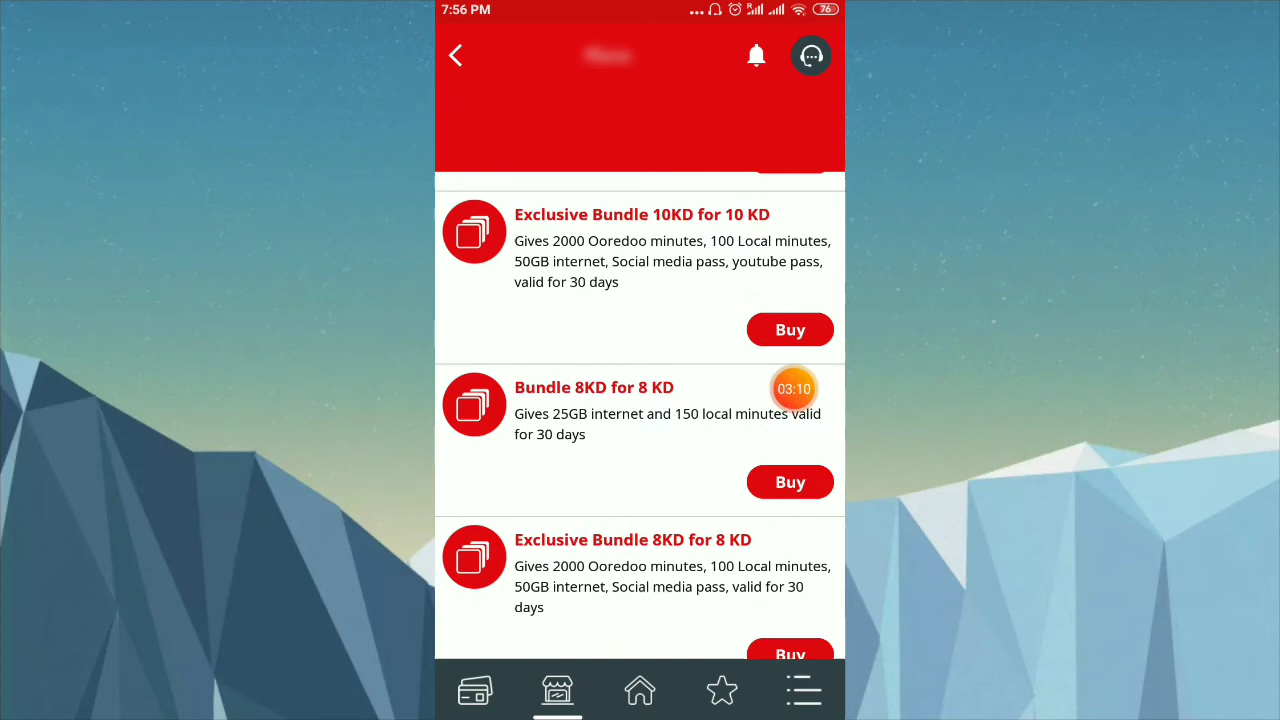 7:56 PM
R
76
Exclusive Bundle 10KD for 10 KD
Gives 2000 Ooredoo minutes, 100 Local minutes,
50GB internet, Social media pass, youtube pass,
valid for 30 days
Buy
Bundle 8KD for 8 KD
03:10
Gives 25GB internet and 150 local minutes valid
for 30 days
Buy
Exclusive Bundle 8KD for 8 KD
Gives 2000 Ooredoo minutes, 100 Local minutes,
50GB internet, Social media pass, valid for 30
days
Buy